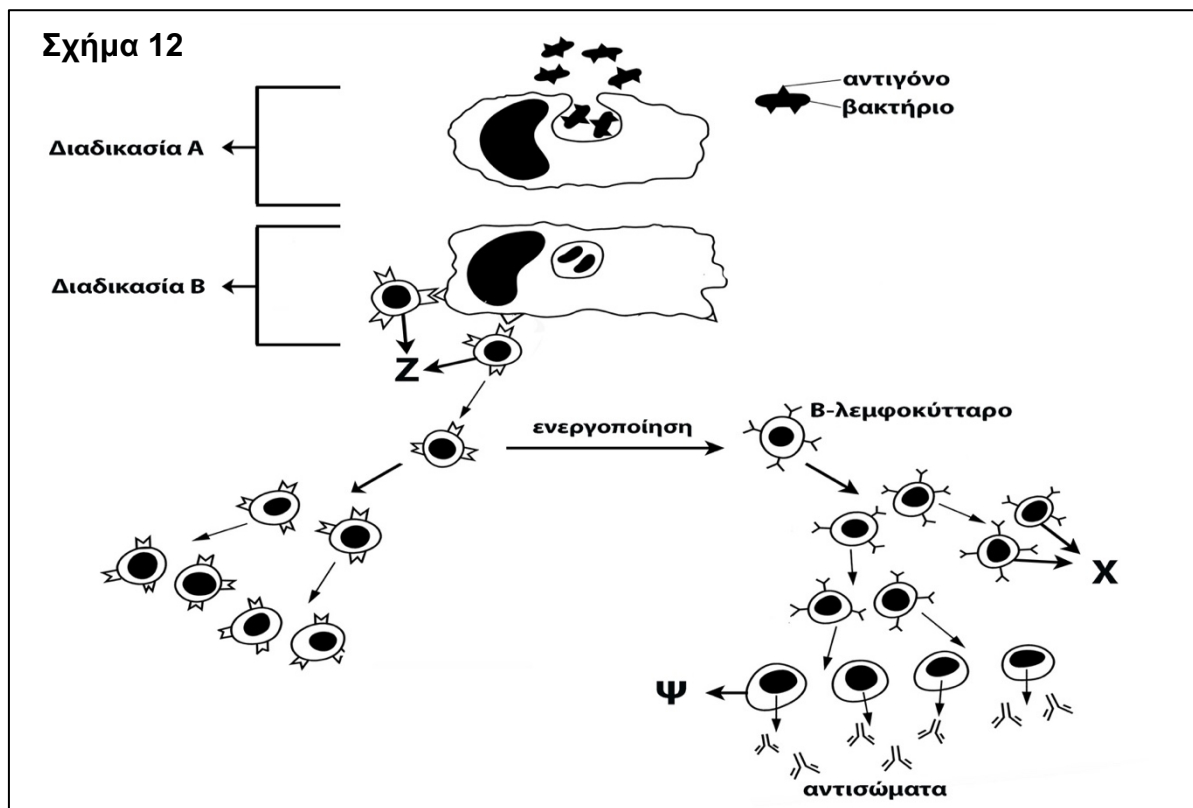 Σχήμα 12
αντιγόνο
βακτήριο
Διαδικασία Α
Διαδικασία Β
Ζ
ενεργοποίηση
Β-λεμφοκύτταρο
Χ
Ψ
αντισώματα